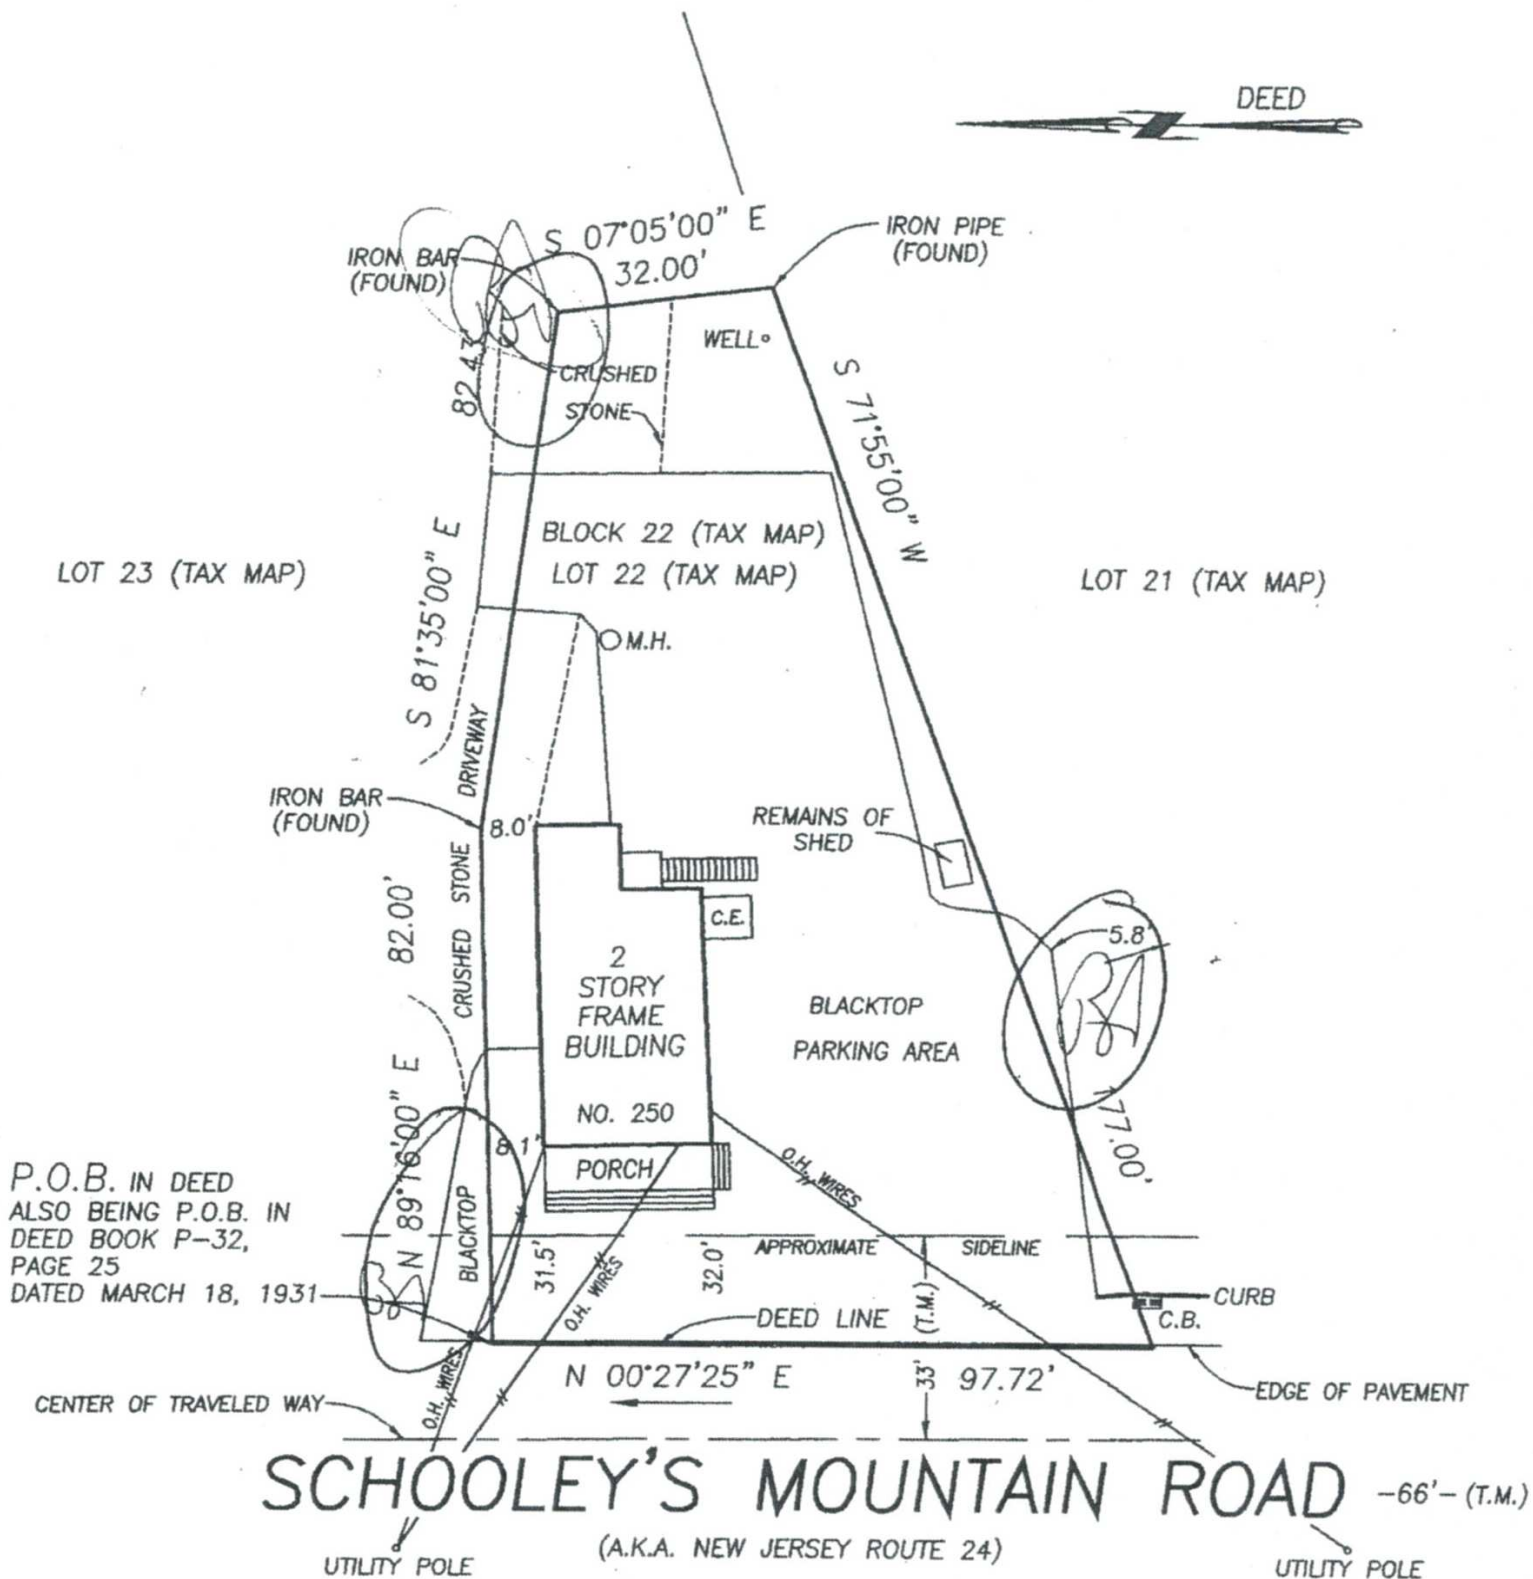 DEED
S 07°05'00" E
32.00'
IRON PIPE
(FOUND)
IRON BAR
(FOUND)
WELL
82.43'
CRUSHED
STONE
S 71°55'00" W
BLOCK 22 (TAX MAP)
LOT 22 (TAX MAP)
LOT 23 (TAX MAP)
LOT 21 (TAX MAP)
S 81°35'00" E
M.H.
DRIVEWAY
IRON BAR
(FOUND)
8.0'
REMAINS OF
SHED
82.00'
CRUSHED STONE
C.E.
5.8'
2
STORY
FRAME
BUILDING
NO. 250
BLACKTOP
PARKING AREA
N 89°16'00" E
8.1'
PORCH
177.00'
O.H. WIRES
P.O.B. IN DEED
ALSO BEING P.O.B. IN
DEED BOOK P-32,
PAGE 25
DATED MARCH 18, 1931
BLACKTOP
31.5'
O.H. WIRES
32.0'
APPROXIMATE SIDELINE
33' (T.M.)
CURB
C.B.
DEED LINE
O.H. WIRES
N 00°27'25" E
97.72'
EDGE OF PAVEMENT
CENTER OF TRAVELED WAY
SCHOOLEY'S MOUNTAIN ROAD -66'- (T.M.)
(A.K.A. NEW JERSEY ROUTE 24)
UTILITY POLE
UTILITY POLE